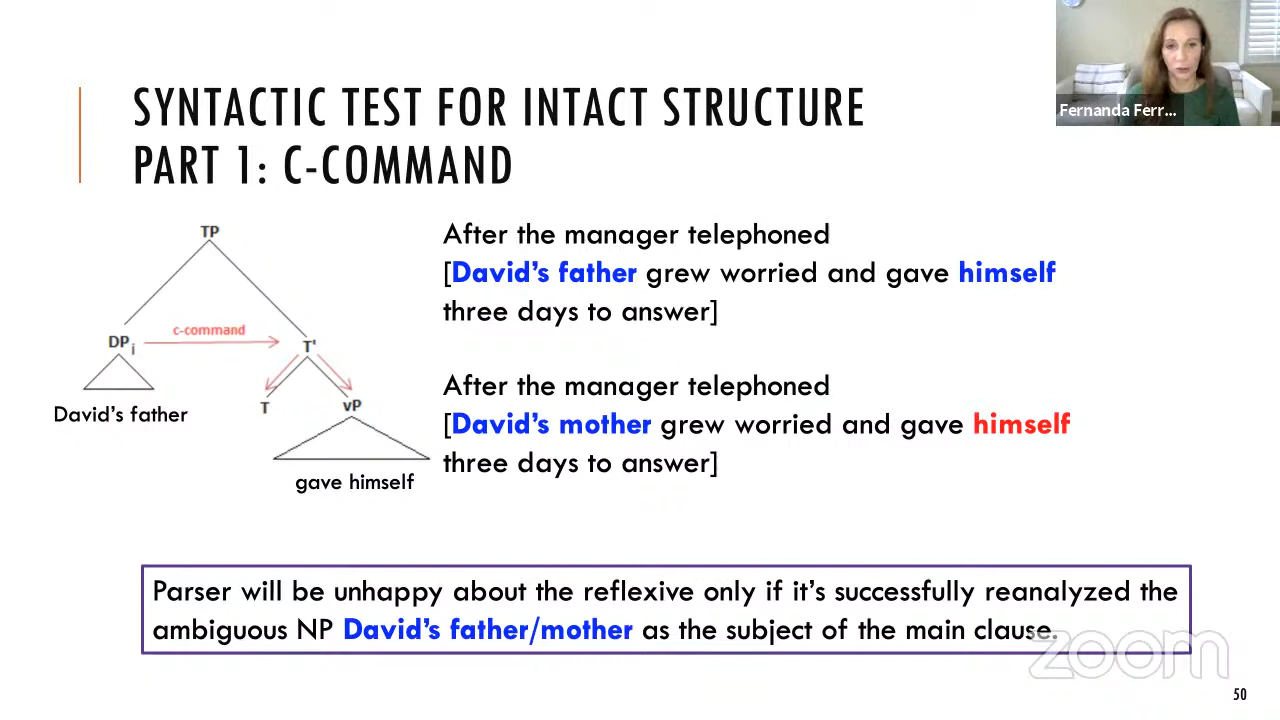 SYNTACTIC TEST FOR INTACT STRUCTURE
PART 1: C-COMMAND
Fernanda Ferr...
TP
c-command
DPi
T'
T
vP
David's father
gave himself
After the manager telephoned
[David's father grew worried and gave himself
three days to answer]
After the manager telephoned
[David's mother grew worried and gave himself
three days to answer]
Parser will be unhappy about the reflexive only if it's successfully reanalyzed the
ambiguous NP David's father/mother as the subject of the main clause.
zoom
50